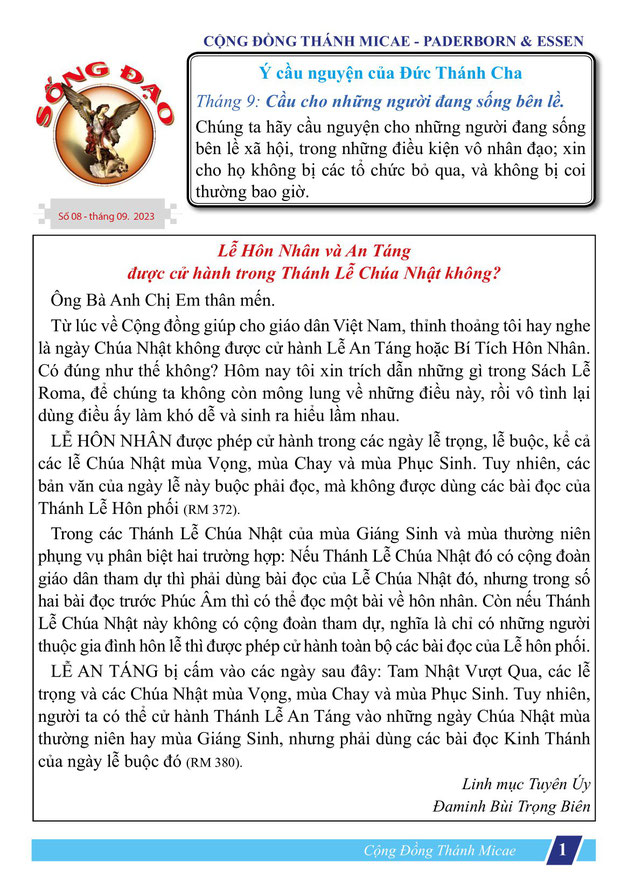 CỘNG ĐỒNG THÁNH MICAE - PADERBORN & ESSEN
SỐNG ĐẠO
Số 08 - tháng 09. 2023
Ý cầu nguyện của Đức Thánh Cha
Tháng 9: Cầu cho những người đang sống bên lề.
Chúng ta hãy cầu nguyện cho những người đang sống
bên lề xã hội, trong những điều kiện vô nhân đạo; xin
cho họ không bị các tổ chức bỏ qua, và không bị coi
thường bao giờ.
Lễ Hôn Nhân và An Táng
được cử hành trong Thánh Lễ Chúa Nhật không?
Ông Bà Anh Chị Em thân mến.
Từ lúc về Cộng đồng giúp cho giáo dân Việt Nam, thỉnh thoảng tôi hay nghe
là ngày Chúa Nhật không được cử hành Lễ An Táng hoặc Bí Tích Hôn Nhân.
Có đúng như thế không? Hôm nay tôi xin trích dẫn những gì trong Sách Lễ
Roma, để chúng ta không còn mông lung về những điều này, rồi vô tình lại
dùng điều ấy làm khó dễ và sinh ra hiểu lầm nhau.
LỄ HÔN NHÂN được phép cử hành trong các ngày lễ trọng, lễ buộc, kể cả
các lễ Chúa Nhật mùa Vọng, mùa Chay và mùa Phục Sinh. Tuy nhiên, các
bản văn của ngày lễ này buộc phải đọc, mà không được dùng các bài đọc của
Thánh Lễ Hôn phối (RM 372).
Trong các Thánh Lễ Chúa Nhật của mùa Giáng Sinh và mùa thường niên
phụng vụ phân biệt hai trường hợp: Nếu Thánh Lễ Chúa Nhật đó có cộng đoàn
giáo dân tham dự thì phải dùng bài đọc của Lễ Chúa Nhật đó, nhưng trong số
hai bài đọc trước Phúc Âm thì có thể đọc một bài về hôn nhân. Còn nếu Thánh
Lễ Chúa Nhật này không có cộng đoàn tham dự, nghĩa là chỉ có những người
thuộc gia đình hôn lễ thì được phép cử hành toàn bộ các bài đọc của Lễ hôn phối.
LỄ AN TÁNG bị cấm vào các ngày sau đây: Tam Nhật Vượt Qua, các lễ
trọng và các Chúa Nhật mùa Vọng, mùa Chay và mùa Phục Sinh. Tuy nhiên,
người ta có thể cử hành Thánh Lễ An Táng vào những ngày Chúa Nhật mùa
thường niên hay mùa Giáng Sinh, nhưng phải dùng các bài đọc Kinh Thánh
của ngày lễ buộc đó (RM 380).
Linh mục Tuyên Úy
Đaminh Bùi Trọng Biên
Cộng Đồng Thánh Micae 1